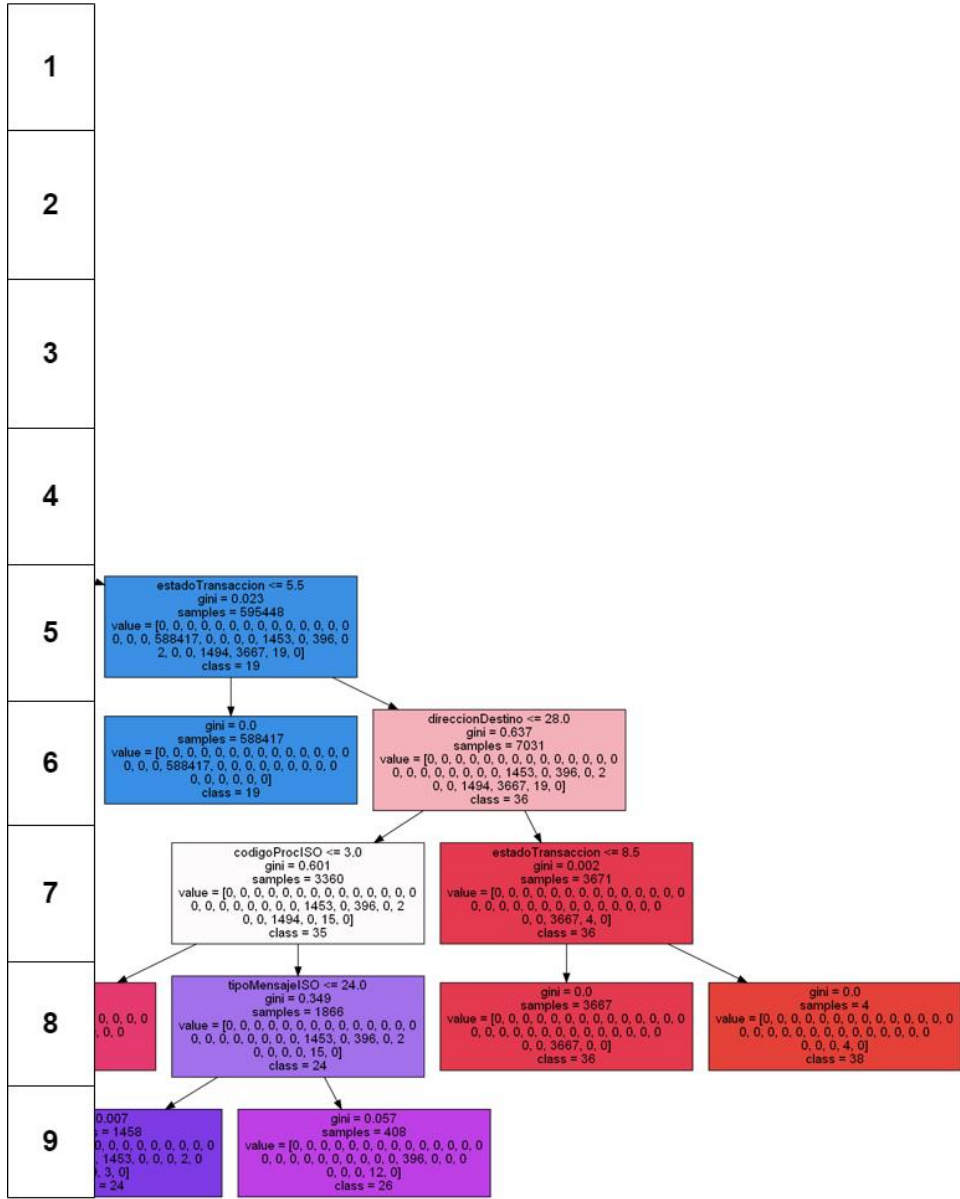 1
2
3
4
5
estadoTransaccion <= 5.5
gini = 0.023
samples = 595448
value = [0, 0, 0, 0, 0, 0, 0, 0, 0, 0, 0, 0, 0, 0
0, 0, 0, 588417, 0, 0, 0, 0, 1453, 0, 396, 0
2, 0, 0, 1494, 3667, 19, 0]
class = 19
6
gini = 0.0
samples = 588417
value = [0, 0, 0, 0, 0, 0, 0, 0, 0, 0, 0, 0, 0, 0
0, 0, 0, 588417, 0, 0, 0, 0, 0, 0, 0, 0, 0
0, 0, 0, 0, 0, 0]
class = 19
direccionDestino <= 28.0
gini = 0.637
samples = 7031
value = [0, 0, 0, 0, 0, 0, 0, 0, 0, 0, 0, 0, 0, 0
0, 0, 0, 0, 0, 0, 0, 0, 1453, 0, 396, 0, 2
0, 0, 1494, 3667, 19, 0]
class = 36
7
codigoProcISO <= 3.0
gini = 0.601
samples = 3360
value = [0, 0, 0, 0, 0, 0, 0, 0, 0, 0, 0, 0, 0, 0
0, 0, 0, 0, 0, 0, 0, 0, 1453, 0, 396, 0, 2
0, 0, 1494, 0, 15, 0]
class = 35
estadoTransaccion <= 8.5
gini = 0.002
samples = 3671
value = [0, 0, 0, 0, 0, 0, 0, 0, 0, 0, 0, 0, 0, 0
0, 0, 0, 0, 0, 0, 0, 0, 0, 0, 0, 0, 0, 0
0, 0, 3667, 4, 0]
class = 36
8
0, 0, 0, 0
, 0, 0
tipoMensajeISO <= 24.0
gini = 0.349
samples = 1866
value = [0, 0, 0, 0, 0, 0, 0, 0, 0, 0, 0, 0, 0, 0
0, 0, 0, 0, 0, 0, 0, 0, 1453, 0, 396, 0, 2
0, 0, 0, 0, 15, 0]
class = 24
gini = 0.0
samples = 3667
value = [0, 0, 0, 0, 0, 0, 0, 0, 0, 0, 0, 0, 0, 0
0, 0, 0, 0, 0, 0, 0, 0, 0, 0, 0, 0, 0, 0
0, 0, 3667, 0, 0]
class = 36
gini = 0.0
samples = 4
value = [0, 0, 0, 0, 0, 0, 0, 0, 0, 0, 0, 0, 0, 0
0, 0, 0, 0, 0, 0, 0, 0, 0, 0, 0, 0, 0, 0
0, 0, 0, 4, 0]
class = 38
9
0.007
= 1458
0, 0, 0, 0, 0, 0, 0, 0, 0
1453, 0, 0, 0, 2, 0
, 3, 0]
= 24
gini = 0.057
samples = 408
value = [0, 0, 0, 0, 0, 0, 0, 0, 0, 0, 0, 0, 0, 0
0, 0, 0, 0, 0, 0, 0, 0, 0, 0, 396, 0, 0, 0
0, 0, 0, 12, 0]
class = 26